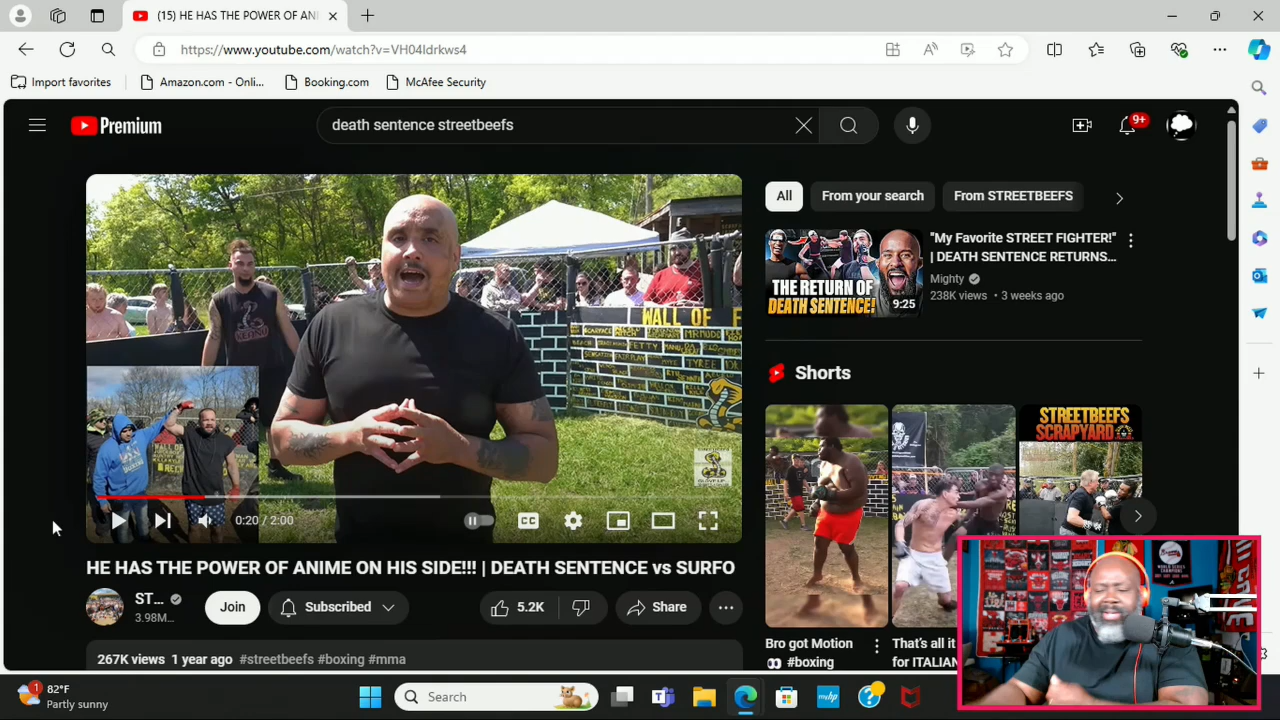 (15) HE HAS THE POWER OF ANI
https://www.youtube.com/watch?v=VH04Idrkws4
Import favorites
Amazon.com - Onli...
Booking.com
McAfee Security
Premium
death sentence streetbeefs
9+
All
From your search
From STREETBEEFS
"My Favorite STREET FIGHTER!"
| DEATH SENTENCE RETURNS...
Mighty
238K views • 3 weeks ago
THE RETURN OF
DEATH SENTENCE!
9:25
WALL OF F
Shorts
STREETBEEFS
SCRAPYARD
0:20 / 2:00
CC
HE HAS THE POWER OF ANIME ON HIS SIDE!!! | DEATH SENTENCE vs SURFO
ST...
3.98M...
Join
Subscribed
5.2K
Share
267K views 1 year ago #streetbeefs #boxing #mma
Bro got Motion
#boxing
That's all it
for ITALIAN
1
82°F
Partly sunny
Search